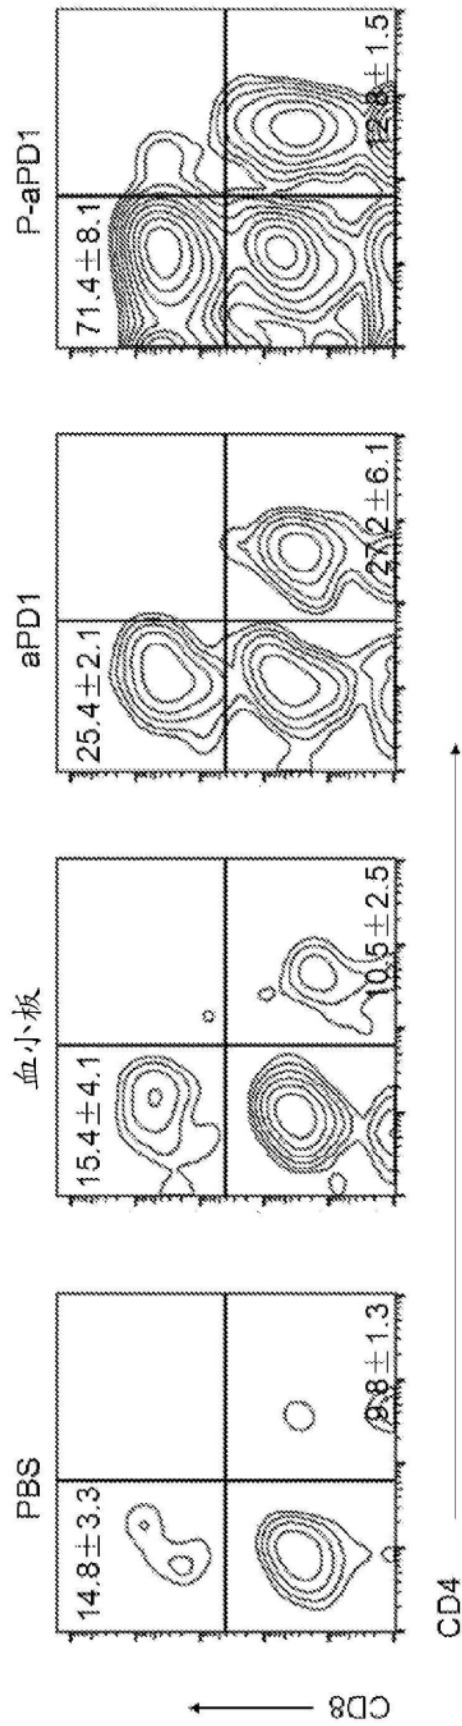 PBS
血小板
aPD1
P-aPD1
14.8±3.3
15.4±4.1
25.4±2.1
71.4±8.1
9.8±1.3
10.5±2.5
27.2±6.1
12.8±1.5
CD8
CD4